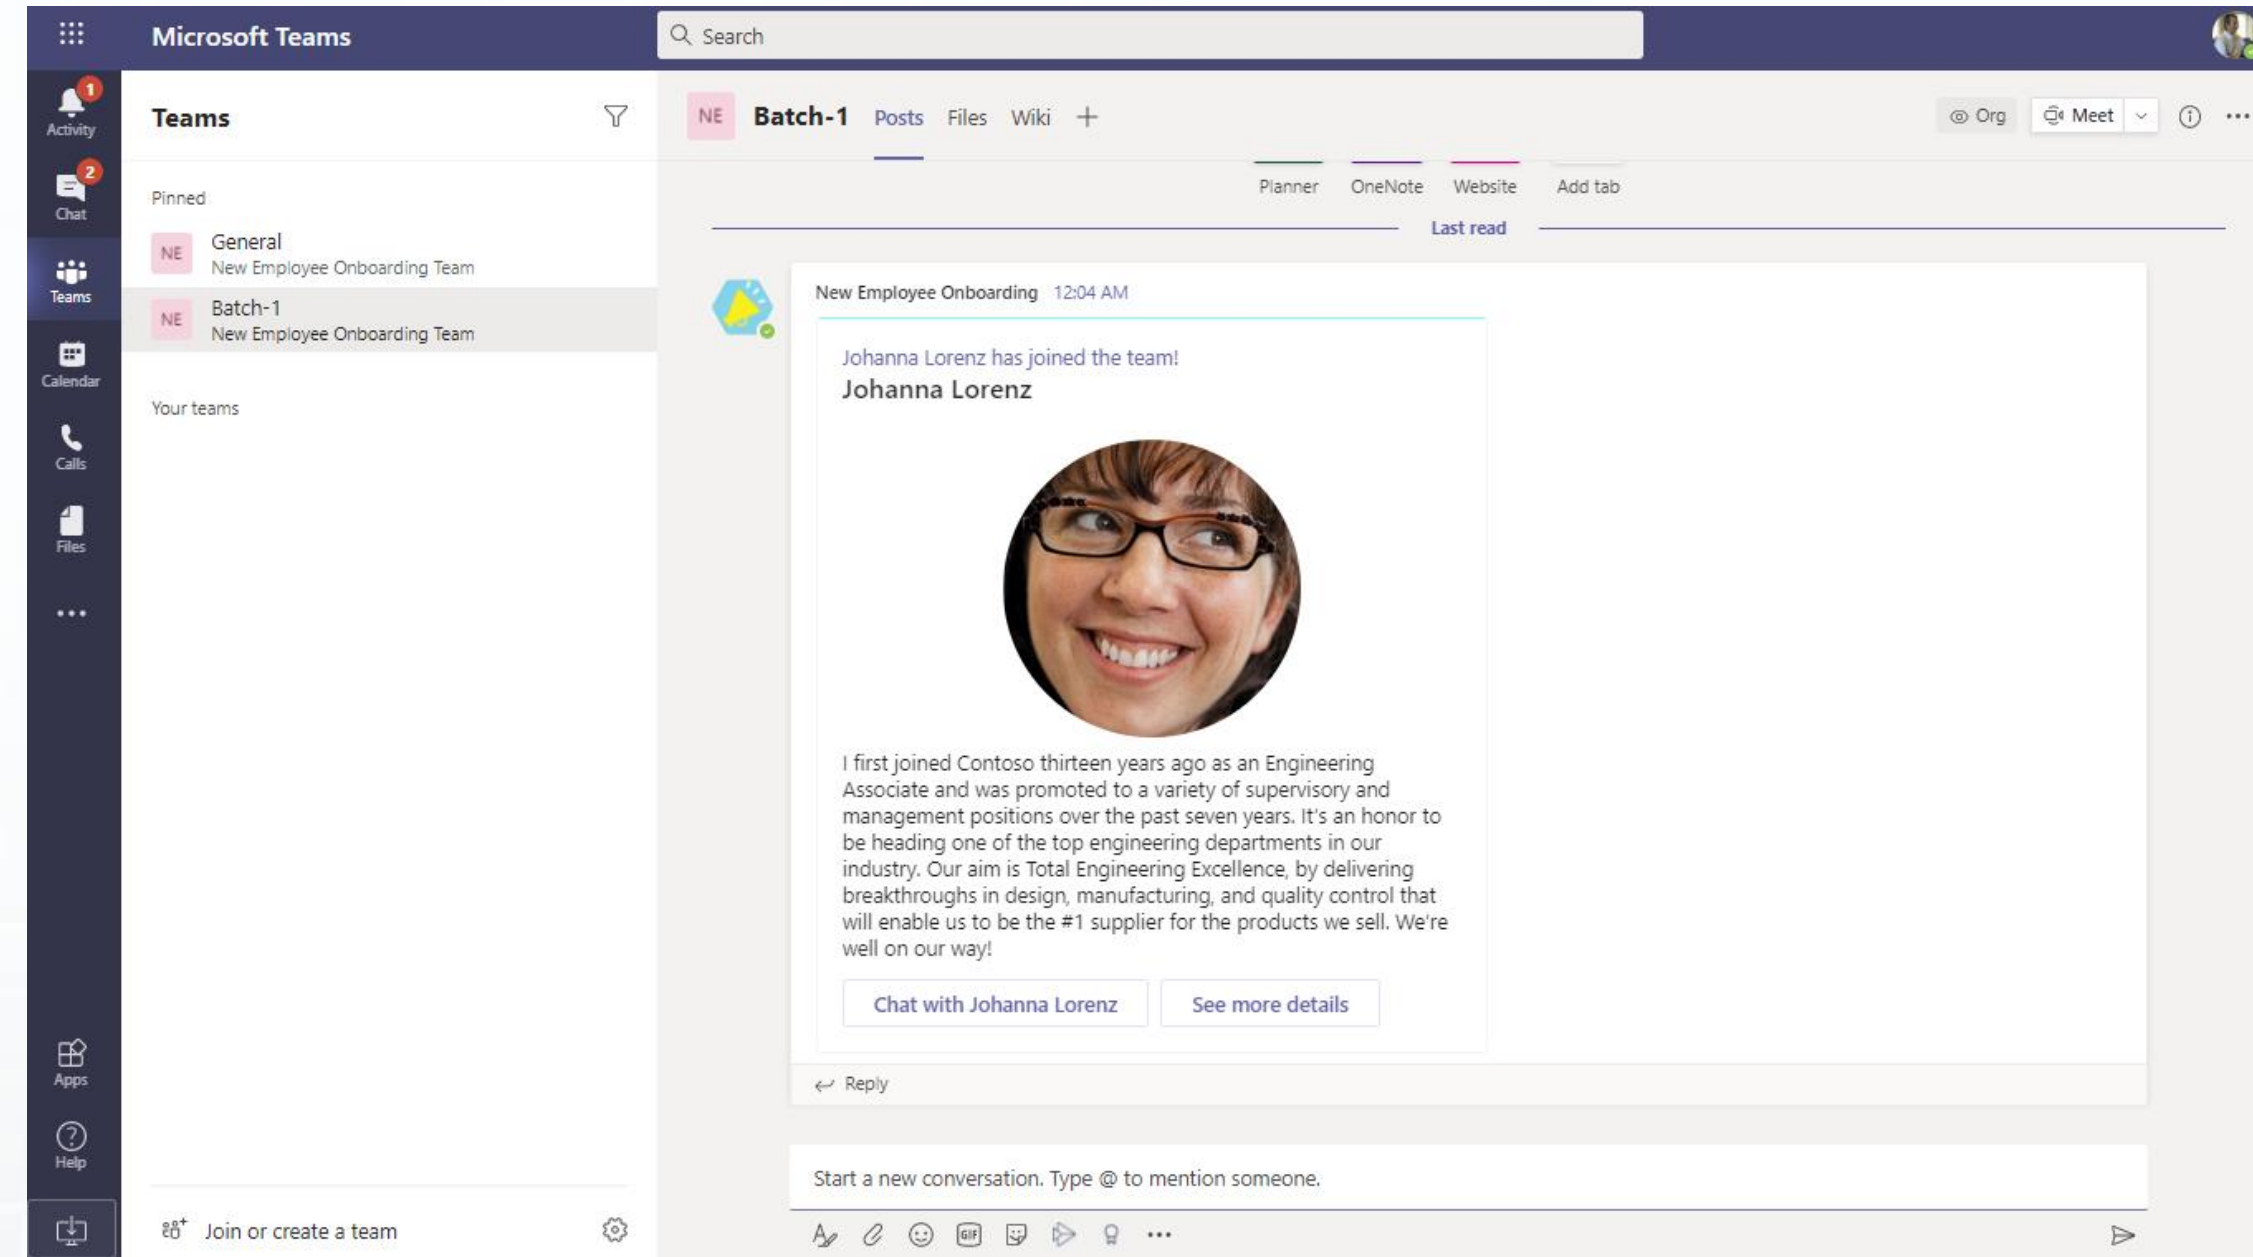 Microsoft Teams
Search
1
Activity
2
Chat
Teams
Calendar
Calls
Files
Apps
Help
Teams
Pinned
NE
General
New Employee Onboarding Team
NE
Batch-1
New Employee Onboarding Team
Your teams
Join or create a team
NE Batch-1 Posts Files Wiki
Org Meet
Planner OneNote Website Add tab
Last read
New Employee Onboarding 12:04 AM
Johanna Lorenz has joined the team!
Johanna Lorenz
I first joined Contoso thirteen years ago as an Engineering
Associate and was promoted to a variety of supervisory and
management positions over the past seven years. It's an honor to
be heading one of the top engineering departments in our
industry. Our aim is Total Engineering Excellence, by delivering
breakthroughs in design, manufacturing, and quality control that
will enable us to be the #1 supplier for the products we sell. We're
well on our way!
Chat with Johanna Lorenz See more details
Reply
Start a new conversation. Type @ to mention someone.
GIF